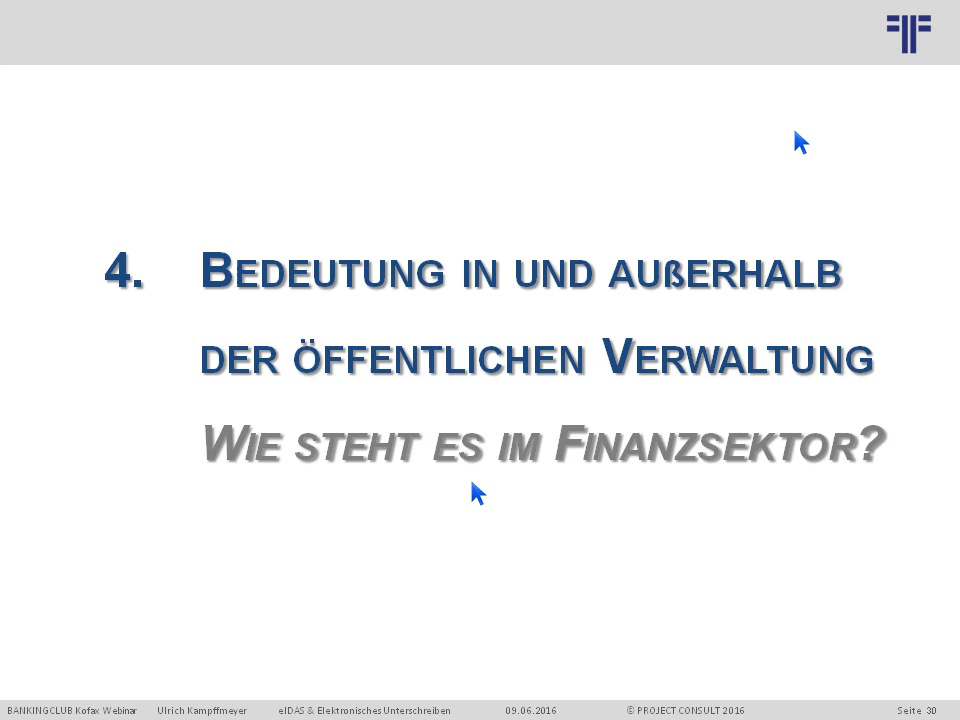 4. Bedeutung in und außerhalb
der öffentlichen Verwaltung
Wie steht es im Finanzsektor?
BANKINGCLUB Kofax Webinar Ulrich Kampffmeyer eIDAS & Elektronisches Unterschreiben 09.06.2016 © PROJECT CONSULT 2016 Seite 30